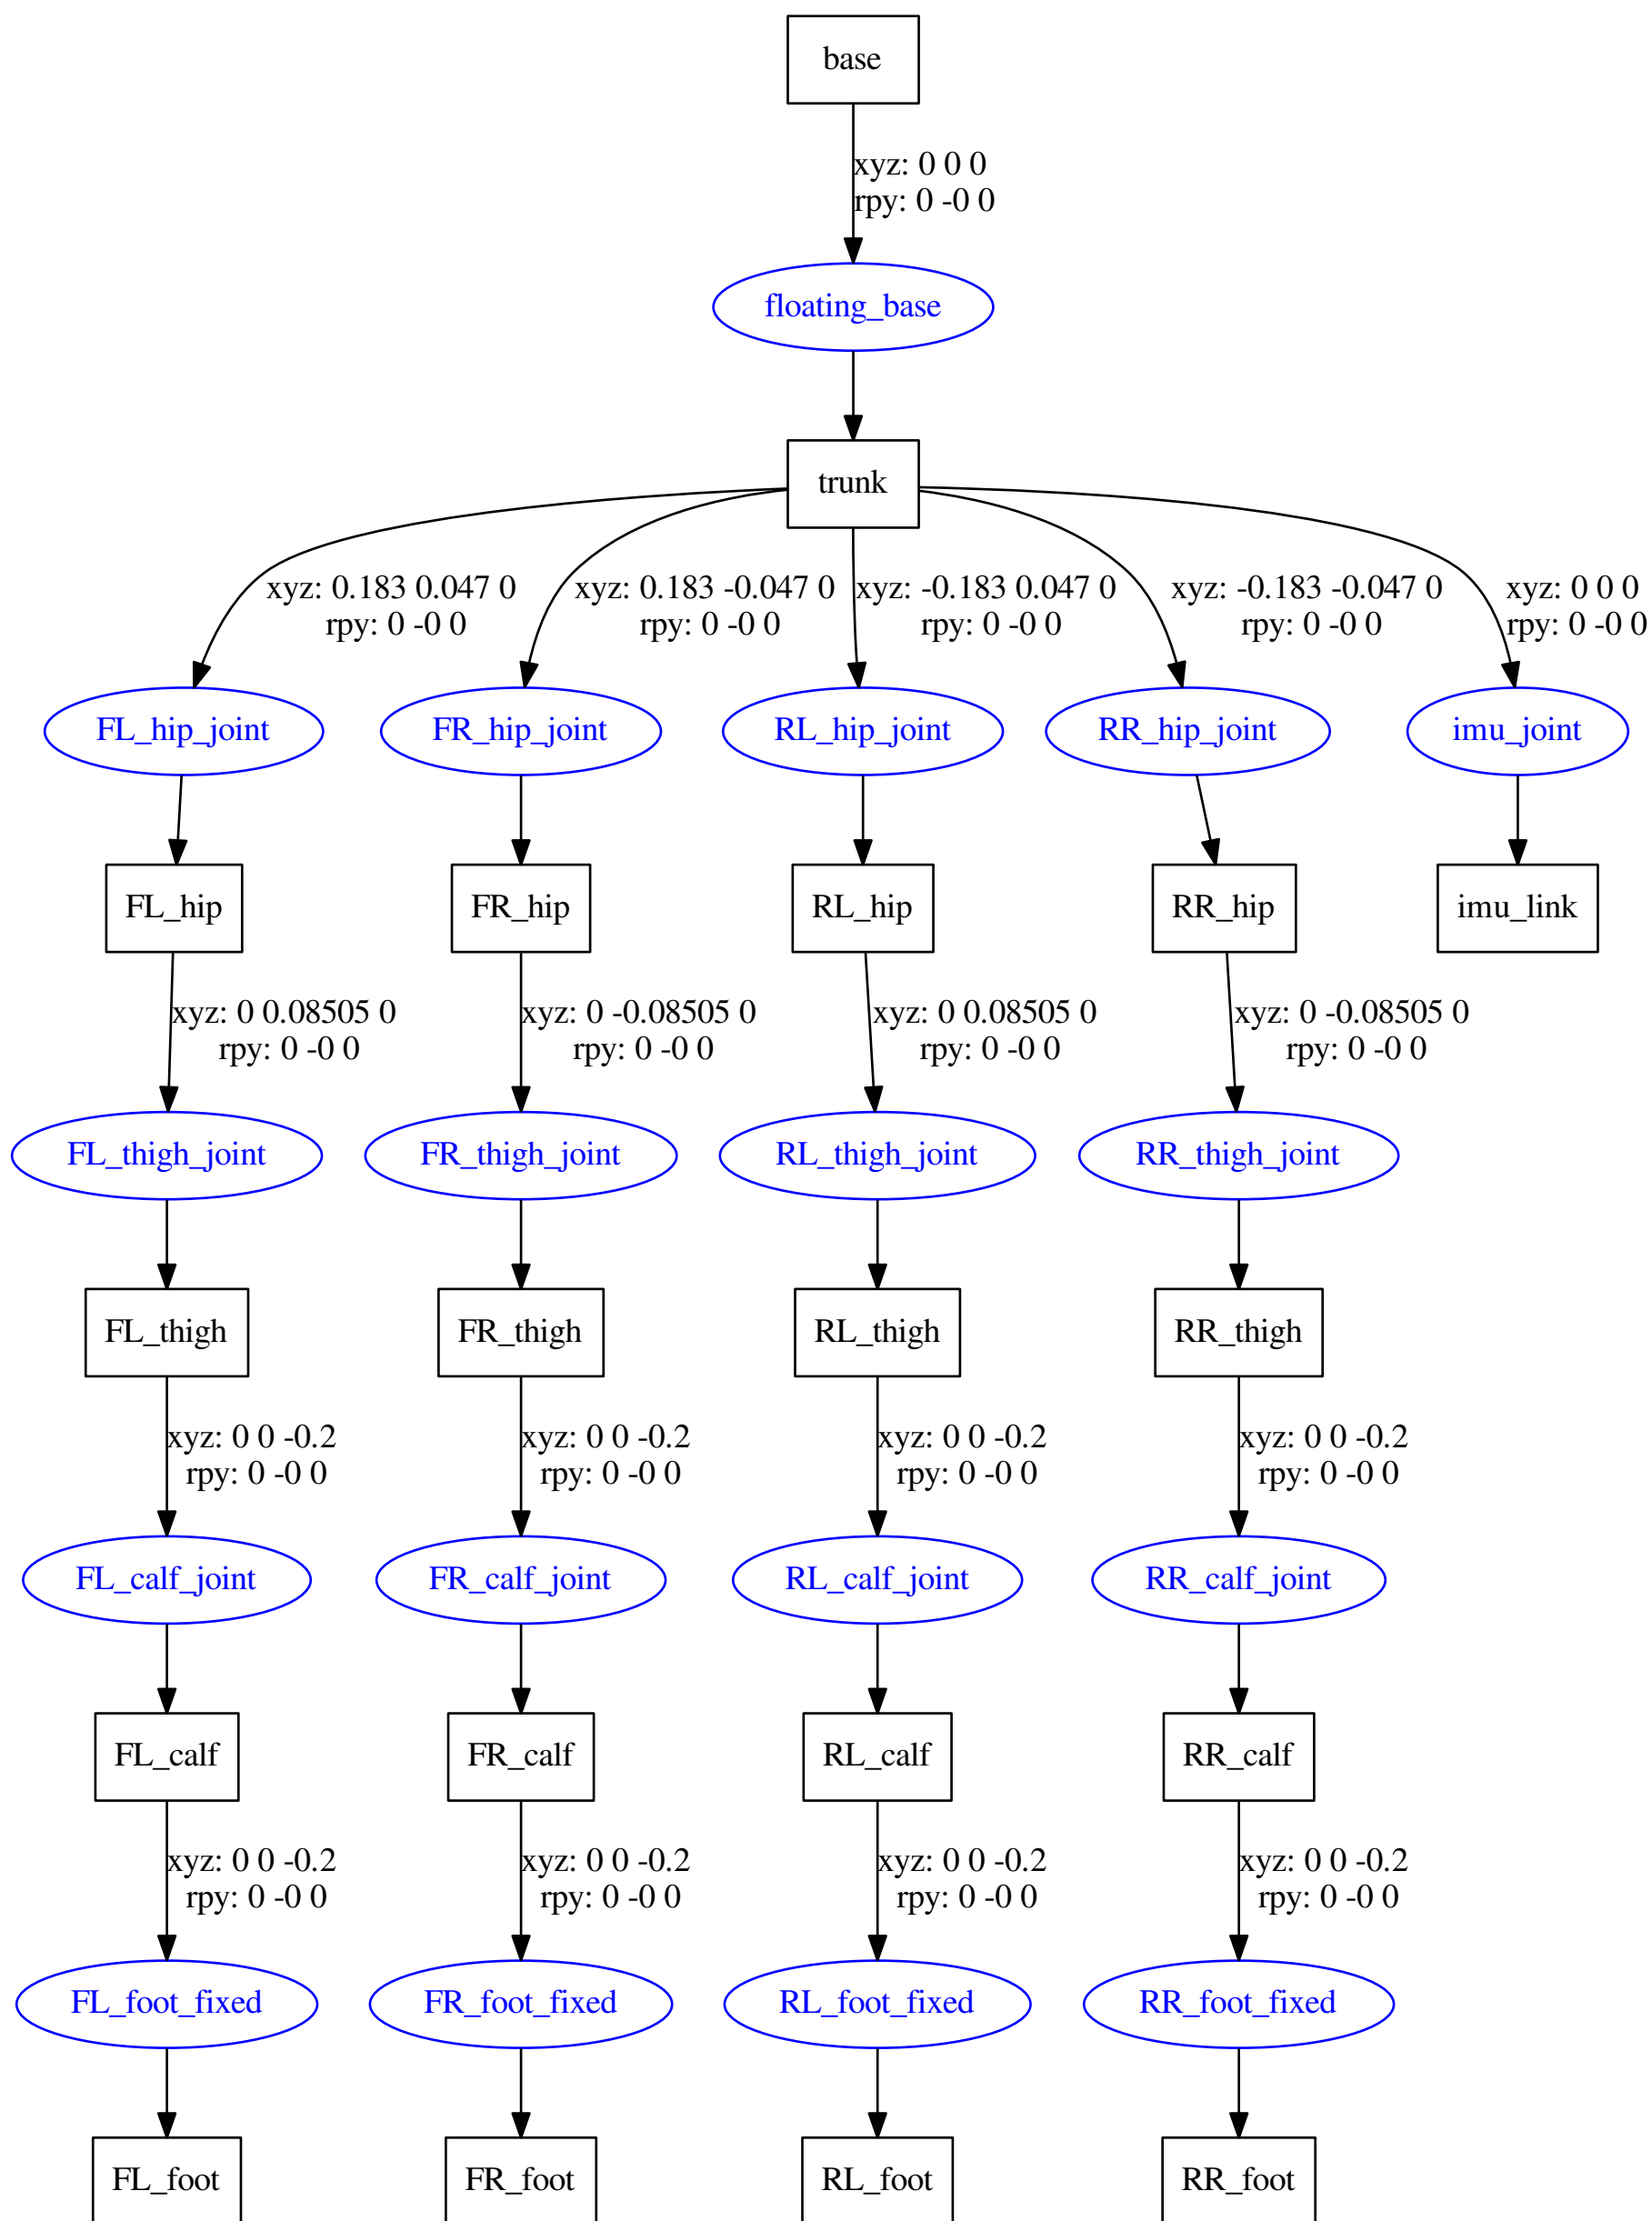 base
xyz: 0 0 0
rpy: 0 -0 0
floating_base
trunk
xyz: 0.183 0.047 0
rpy: 0 -0 0
xyz: 0.183 -0.047 0
rpy: 0 -0 0
xyz: -0.183 0.047 0
rpy: 0 -0 0
xyz: -0.183 -0.047 0
rpy: 0 -0 0
xyz: 0 0 0
rpy: 0 -0 0
FL_hip_joint
FR_hip_joint
RL_hip_joint
RR_hip_joint
imu_joint
FL_hip
FR_hip
RL_hip
RR_hip
imu_link
xyz: 0 0.08505 0
rpy: 0 -0 0
xyz: 0 -0.08505 0
rpy: 0 -0 0
xyz: 0 0.08505 0
rpy: 0 -0 0
xyz: 0 -0.08505 0
rpy: 0 -0 0
FL_thigh_joint
FR_thigh_joint
RL_thigh_joint
RR_thigh_joint
FL_thigh
FR_thigh
RL_thigh
RR_thigh
xyz: 0 0 -0.2
rpy: 0 -0 0
xyz: 0 0 -0.2
rpy: 0 -0 0
xyz: 0 0 -0.2
rpy: 0 -0 0
xyz: 0 0 -0.2
rpy: 0 -0 0
FL_calf_joint
FR_calf_joint
RL_calf_joint
RR_calf_joint
FL_calf
FR_calf
RL_calf
RR_calf
xyz: 0 0 -0.2
rpy: 0 -0 0
xyz: 0 0 -0.2
rpy: 0 -0 0
xyz: 0 0 -0.2
rpy: 0 -0 0
xyz: 0 0 -0.2
rpy: 0 -0 0
FL_foot_fixed
FR_foot_fixed
RL_foot_fixed
RR_foot_fixed
FL_foot
FR_foot
RL_foot
RR_foot